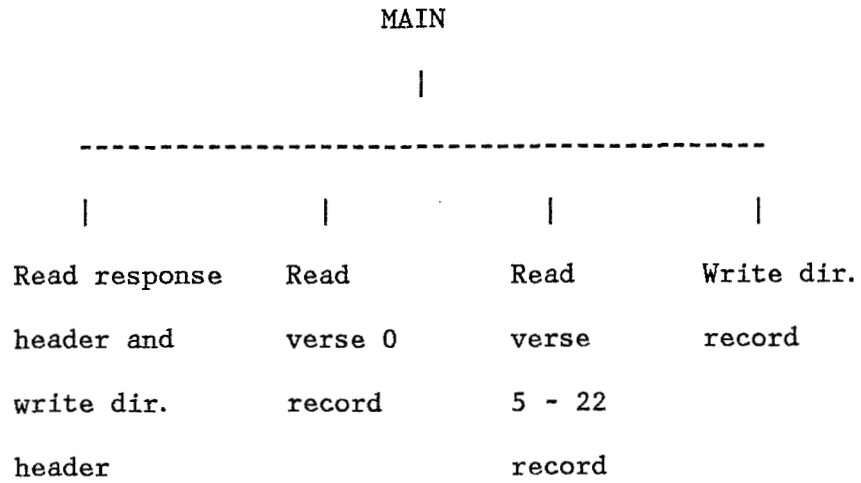 MAIN
|
-------------------------------------------
| | | |
Read response Read Read Write dir.
header and verse 0 verse record
write dir. record 5 - 22
header record